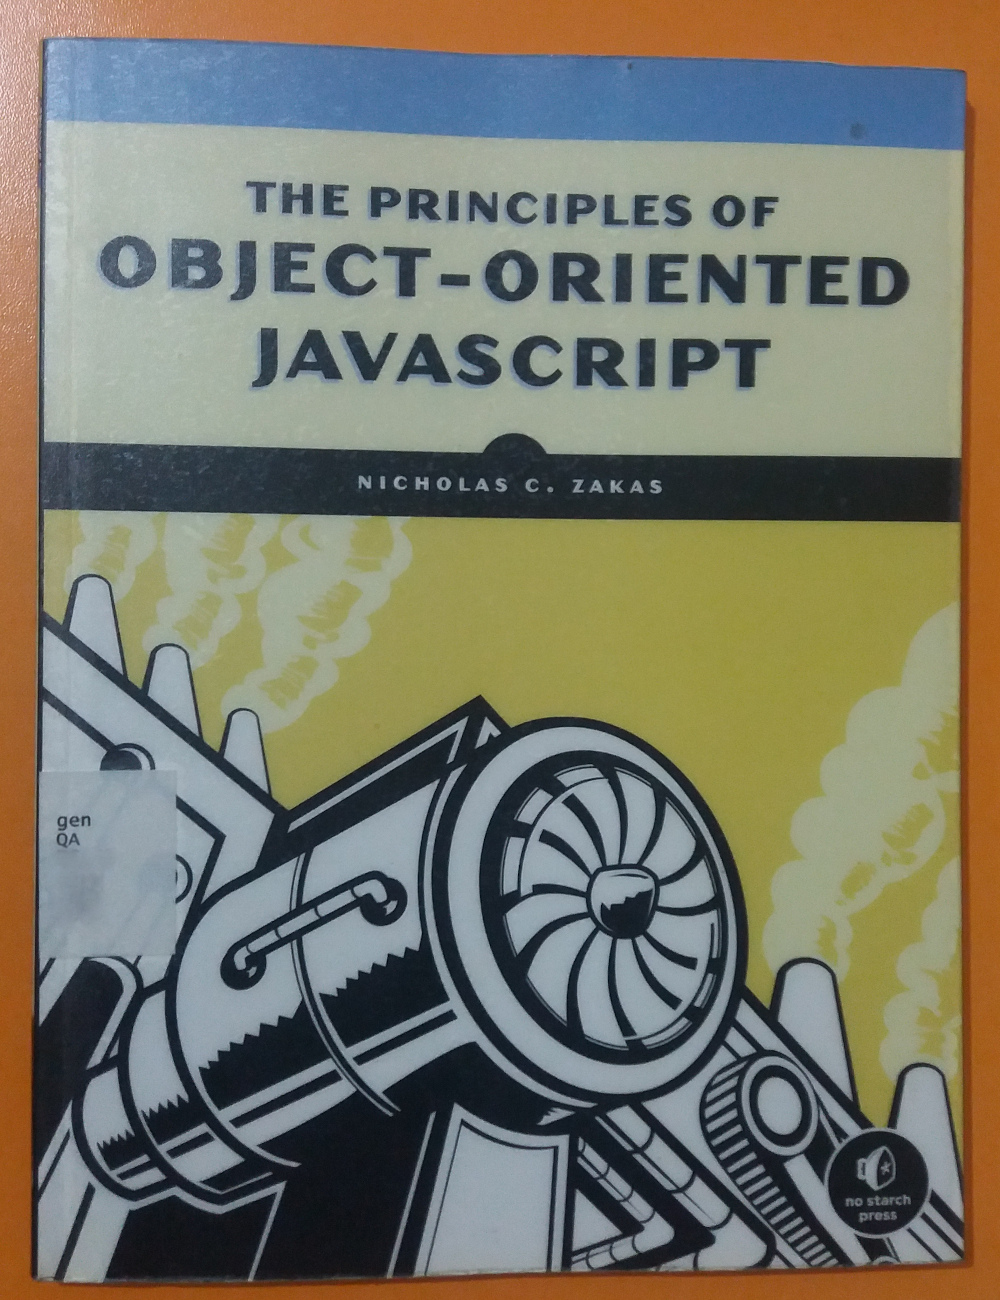 THE PRINCIPLES OF
OBJECT-ORIENTED
JAVASCRIPT
NICHOLAS C. ZAKAS
gen
QA
no starch
press